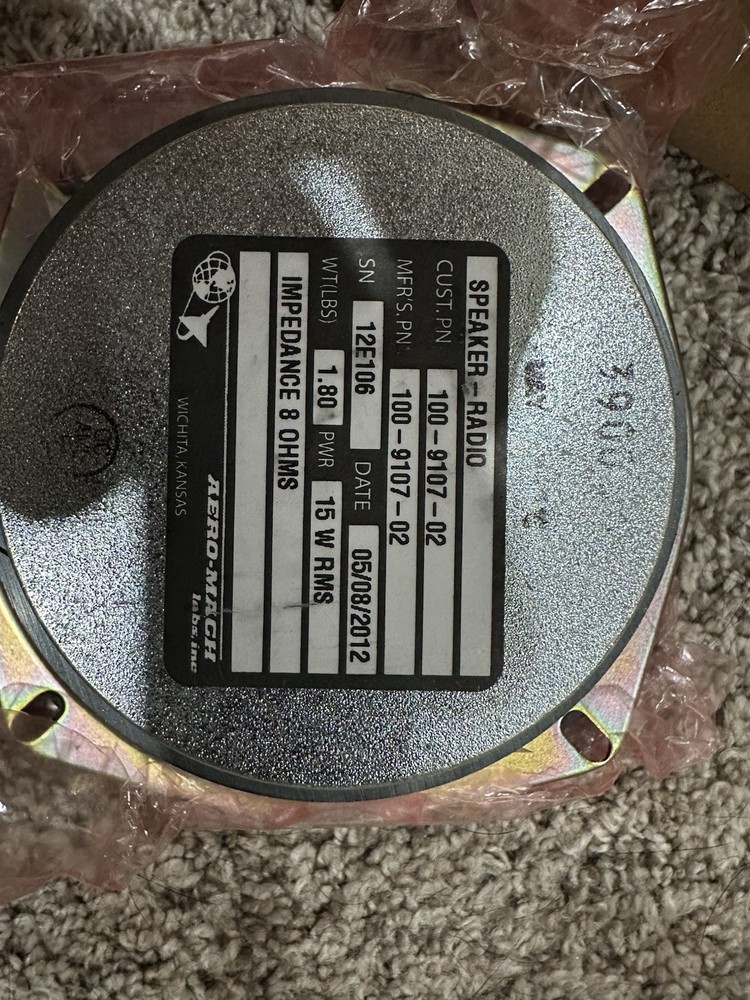 SPEAKER - RADIO
CUST. PN 100-9107-02
MFR'S. PN. 100-9107-02
SN 12E106 DATE 05/08/2012
WT(LBS) 1.80 PWR 15 W RMS
IMPEDANCE 8 OHMS
AERO-MACH labs, inc
WICHITA, KANSAS